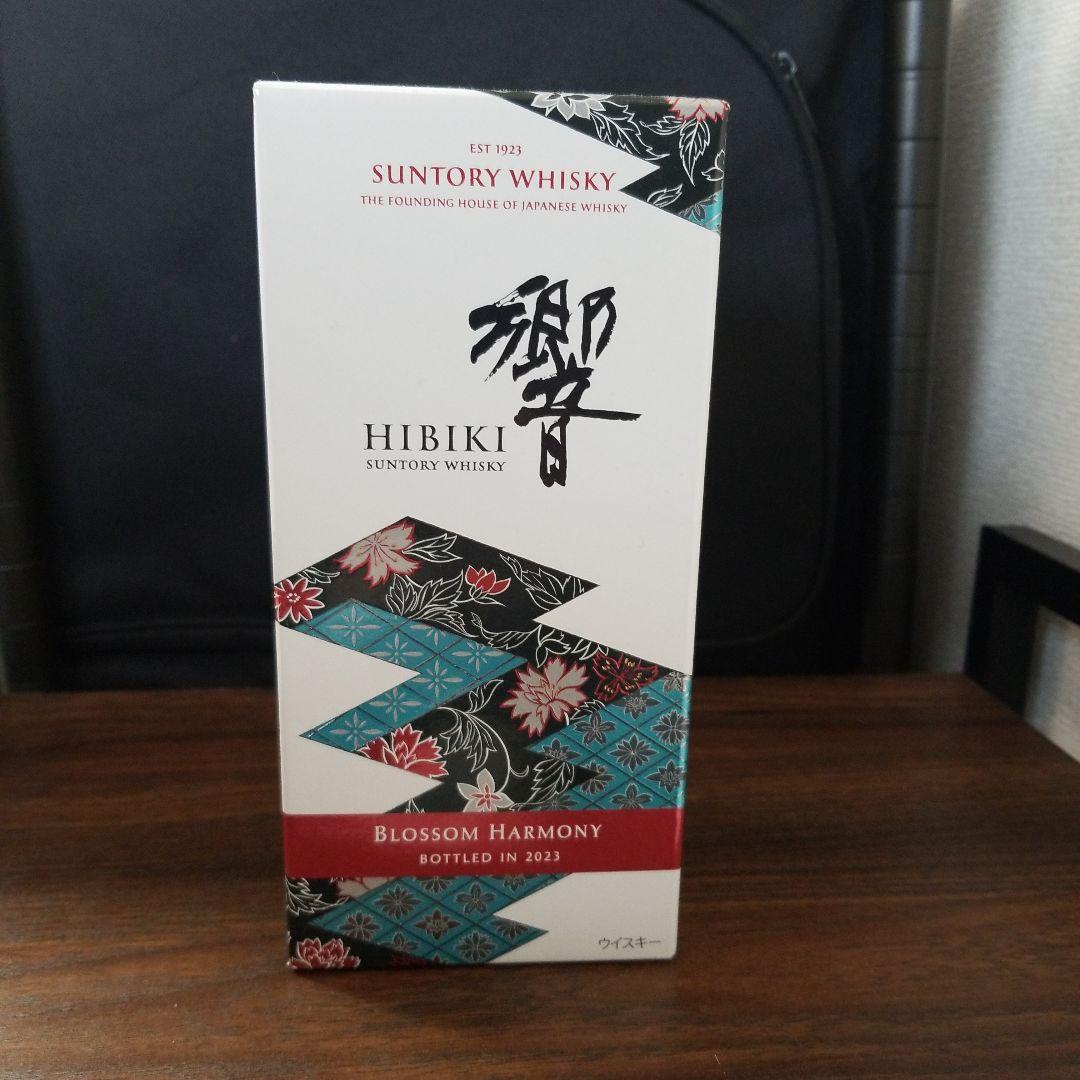 EST 1923
SUNTORY WHISKY
THE FOUNDING HOUSE OF JAPANESE WHISKY
響
HIBIKI
SUNTORY WHISKY
BLOSSOM HARMONY
BOTTLED IN 2023
ウイスキー